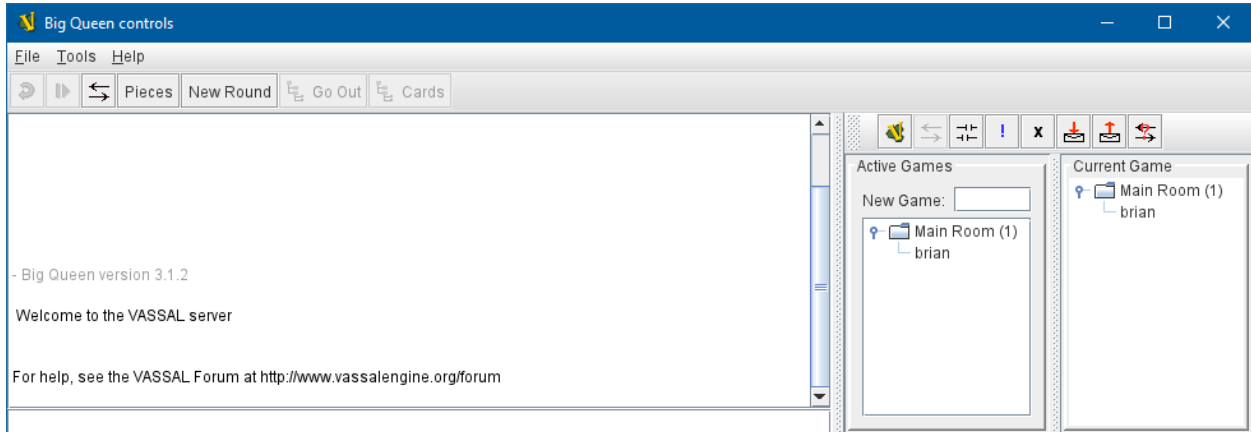 Big Queen controls
File Tools Help
Pieces New Round Go Out Cards
- Big Queen version 3.1.2
Welcome to the VASSAL server
For help, see the VASSAL Forum at http://www.vassalengine.org/forum
! x
Active Games
New Game:
Main Room (1)
brian
Current Game
Main Room (1)
brian